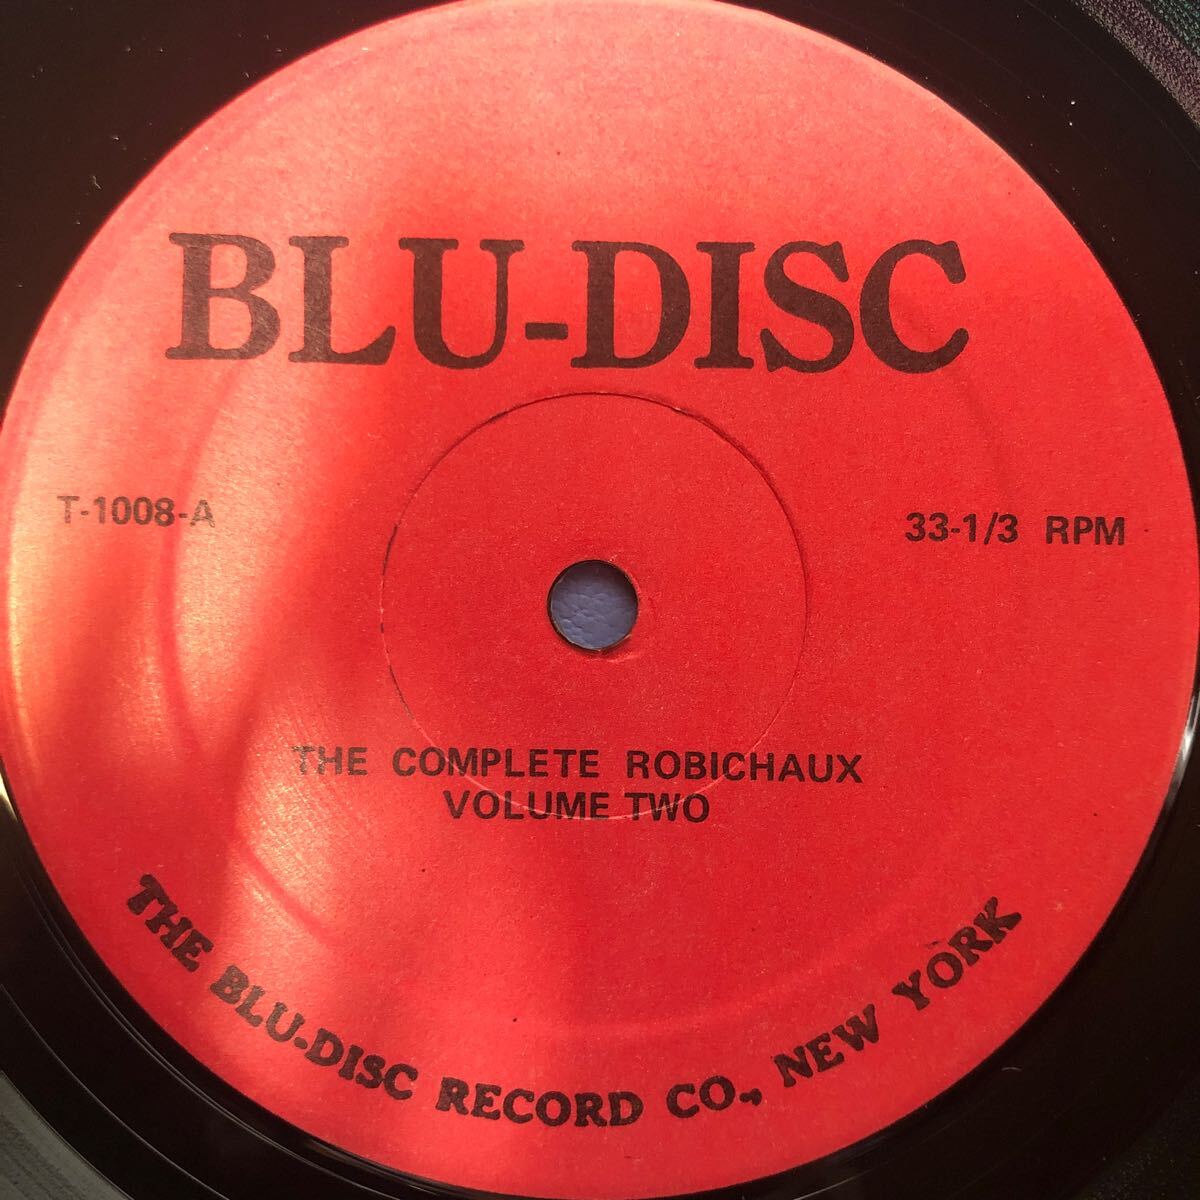 BLU-DISC
T-1008-A
33-1/3 RPM
THE COMPLETE ROBICHAUX
VOLUME TWO
THE BLU-DISC RECORD CO., NEW YORK